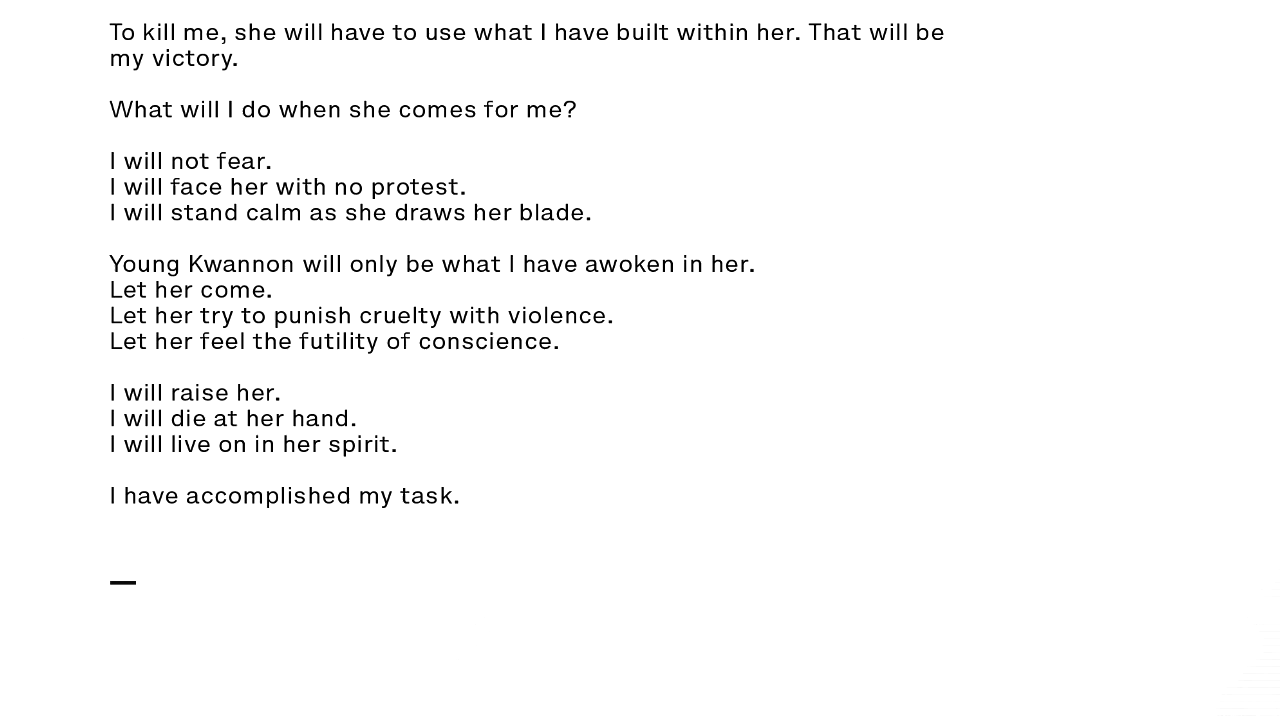 To kill me, she will have to use what I have built within her. That will be
my victory.
What will I do when she comes for me?
I will not fear.
I will face her with no protest.
I will stand calm as she draws her blade.
Young Kwannon will only be what I have awoken in her.
Let her come.
Let her try to punish cruelty with violence.
Let her feel the futility of conscience.
I will raise her.
I will die at her hand.
I will live on in her spirit.
I have accomplished my task.